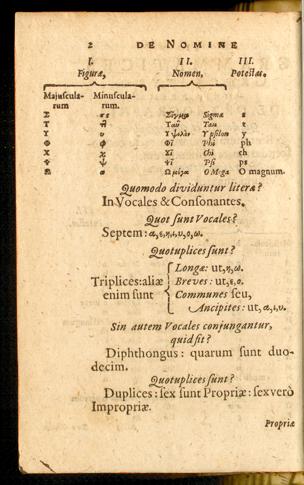 2 DE NOMINE
I. II. III.
Figuræ, Nomen, Potestas.
Majuscula- Minuscula-
rum rum.
Σ σς Σίγμα Sigma s
Τ τ Ταῦ Tau t
Υ υ Υψιλὸν Ypsilon y
Φ φ Φῖ Phi ph
Χ χ Χῖ Chi ch
Ψ ψ Ψῖ Psi ps
Ω ω Ωμέγα O Mega O magnum.
Quomodo dividuntur literæ?
In Vocales & Consonantes.
Quot sunt Vocales?
Septem: α, ε, η, ι, υ, ο, ω.
Quotuplices sunt?
Longæ: ut, η, ω.
Triplices: aliæ Breves: ut, ε, ο.
enim sunt Communes seu,
Ancipites: ut, α, ι, υ.
Sin autem Vocales conjungantur,
quid fit?
Diphthongus: quarum sunt duo-
decim.
Quotuplices sunt?
Duplices: sex sunt Propriæ: sex verò
Impropriæ.
Propriæ